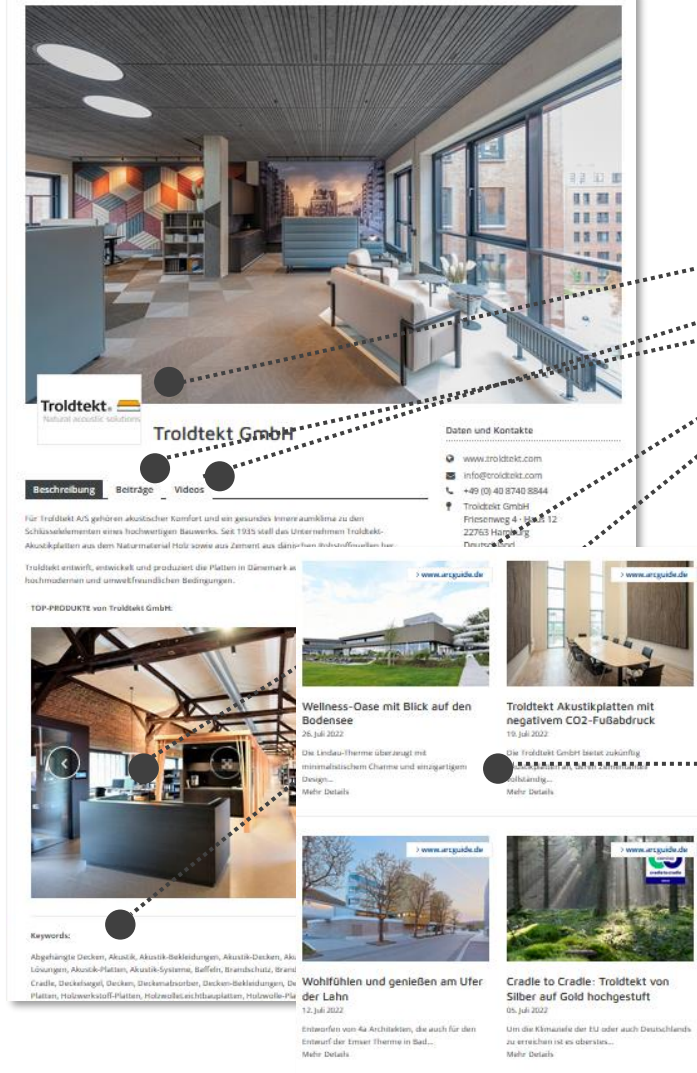 Troldtekt
Natural acoustic solutions
Troldtekt GmbH
Beschreibung Beiträge Videos
Für Troldtekt A/S gehören akustischer Komfort und ein gesundes Innenraumklima zu den
Schlüsselelementen eines hochwertigen Bauwerks. Seit 1935 stell das Unternehmen Troldtekt-
Akustikplatten aus dem Naturmaterial Holz sowie aus Zement aus dänischen Rohstoffquellen her.
Troldtekt entwirft, entwickelt und produziert die Platten in Dänemark
hochmodernen und umweltfreundlichen Bedingungen.
TOP-PRODUKTE von Troldtekt GmbH:
Keywords:
Abgehängte Decken, Akustik, Akustik-Bekleidungen, Akustik-Decken,
Lösungen, Akustik-Platten, Akustik-Systeme, Baffeln, Brandschutz,
Cradle, Deckelsegel, Decken, Deckenabsorber, Decken-Bekleidungen,
Platten, Holzwerkstoff-Platten, HolzwolleLeichtbauplatten,
Daten und Kontakte
www.troldtekt.com
info@troldtekt.com
+49 (0) 40 8740 8844
Troldtekt GmbH
Friesenweg 4 · Haus 12
22763 Hamburg
Deutschland
> www.arcguide.de
Wellness-Oase mit Blick auf den
Bodensee
26. Juli 2022
Die Lindau-Therme überzeugt mit
minimalistischem Charme und einzigartigem
Design...
Mehr Details
> www.arcguide.de
Troldtekt Akustikplatten mit
negativem CO2-Fußabdruck
19. Juli 2022
Die Troldtekt GmbH bietet zukünftig
Akustikplatten an, deren Zementanteil
vollständig...
Mehr Details
> www.arcguide.de
Wohlfühlen und genießen am Ufer
der Lahn
12. Juli 2022
Entworfen von 4a Architekten, die auch für den
Entwurf der Emser Therme in Bad...
Mehr Details
> www.arcguide.de
Cradle to Cradle: Troldtekt von
Silber auf Gold hochgestuft
05. Juli 2022
Um die Klimaziele der EU oder auch Deutschlands
zu erreichen ist es oberstes...
Mehr Details